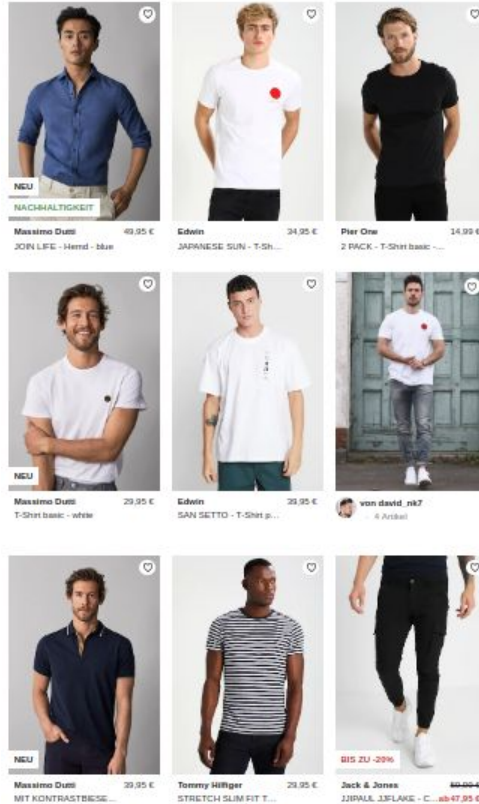 NEU
NACHHALTIGKEIT
Massimo Dutti 49,95 €
JOIN LIFE - Hemd - blue
Edwin 34,95 €
JAPANESE SUN - T-Sh...
Pier One 14,99 €
2 PACK - T-Shirt basic -...
NEU
Massimo Dutti 29,95 €
T-Shirt basic - white
Edwin 39,95 €
SAN SETTO - T-Shirt p...
von david_nk7
4 Artikel
NEU
Massimo Dutti 39,95 €
MIT KONTRASTBIESE...
Tommy Hilfiger 29,95 €
STRETCH SLIM FIT T...
BIS ZU -20%
Jack & Jones
JJIPAUL JJFLAKE - C... ab 47,95 €